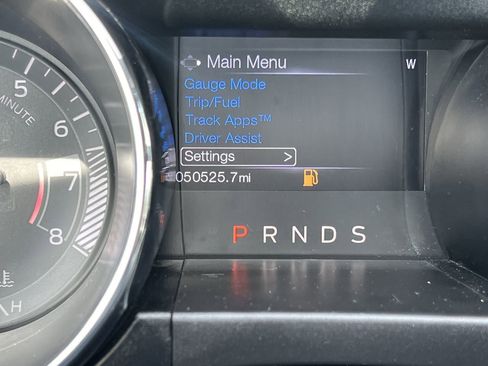 Main Menu W
Gauge Mode
Trip/Fuel
Track Apps™
Driver Assist
Settings >
050525.7mi
P R N D S
5
6
7
8
MINUTE
H